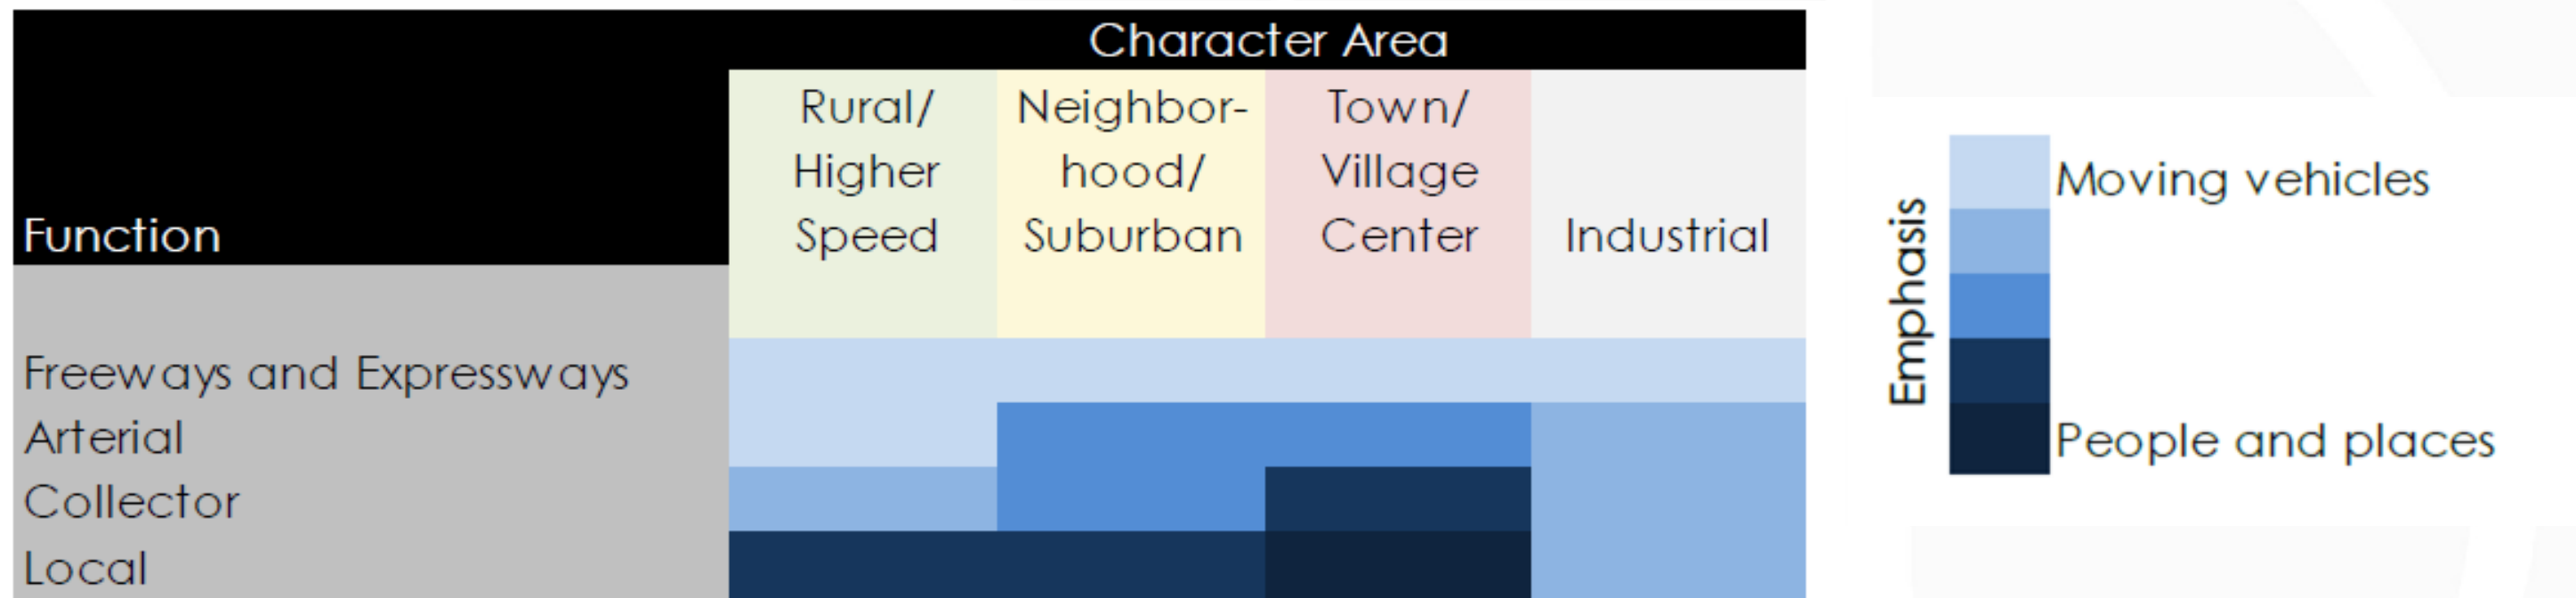 Character Area
Function
Rural/
Higher
Speed
Neighbor-
hood/
Suburban
Town/
Village
Center
Industrial
Freeways and Expressways
Arterial
Collector
Local
Emphasis
Moving vehicles
People and places